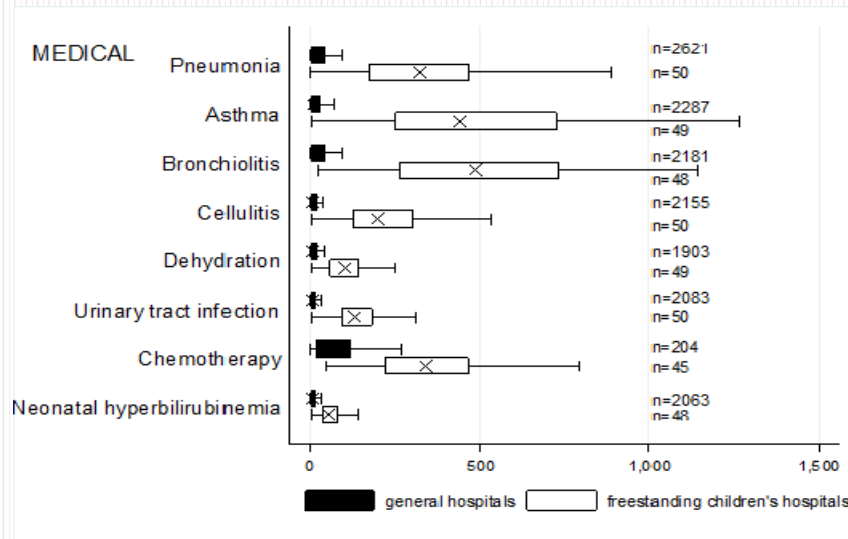 MEDICAL
Pneumonia
n=2621
n=50
Asthma
n=2287
n=49
Bronchiolitis
n=2181
n=48
Cellulitis
n=2155
n=50
Dehydration
n=1903
n=49
Urinary tract infection
n=2083
n=50
Chemotherapy
n=204
n=45
Neonatal hyperbilirubinemia
n=2063
n=48
0 500 1,000 1,500
general hospitals freestanding children's hospitals